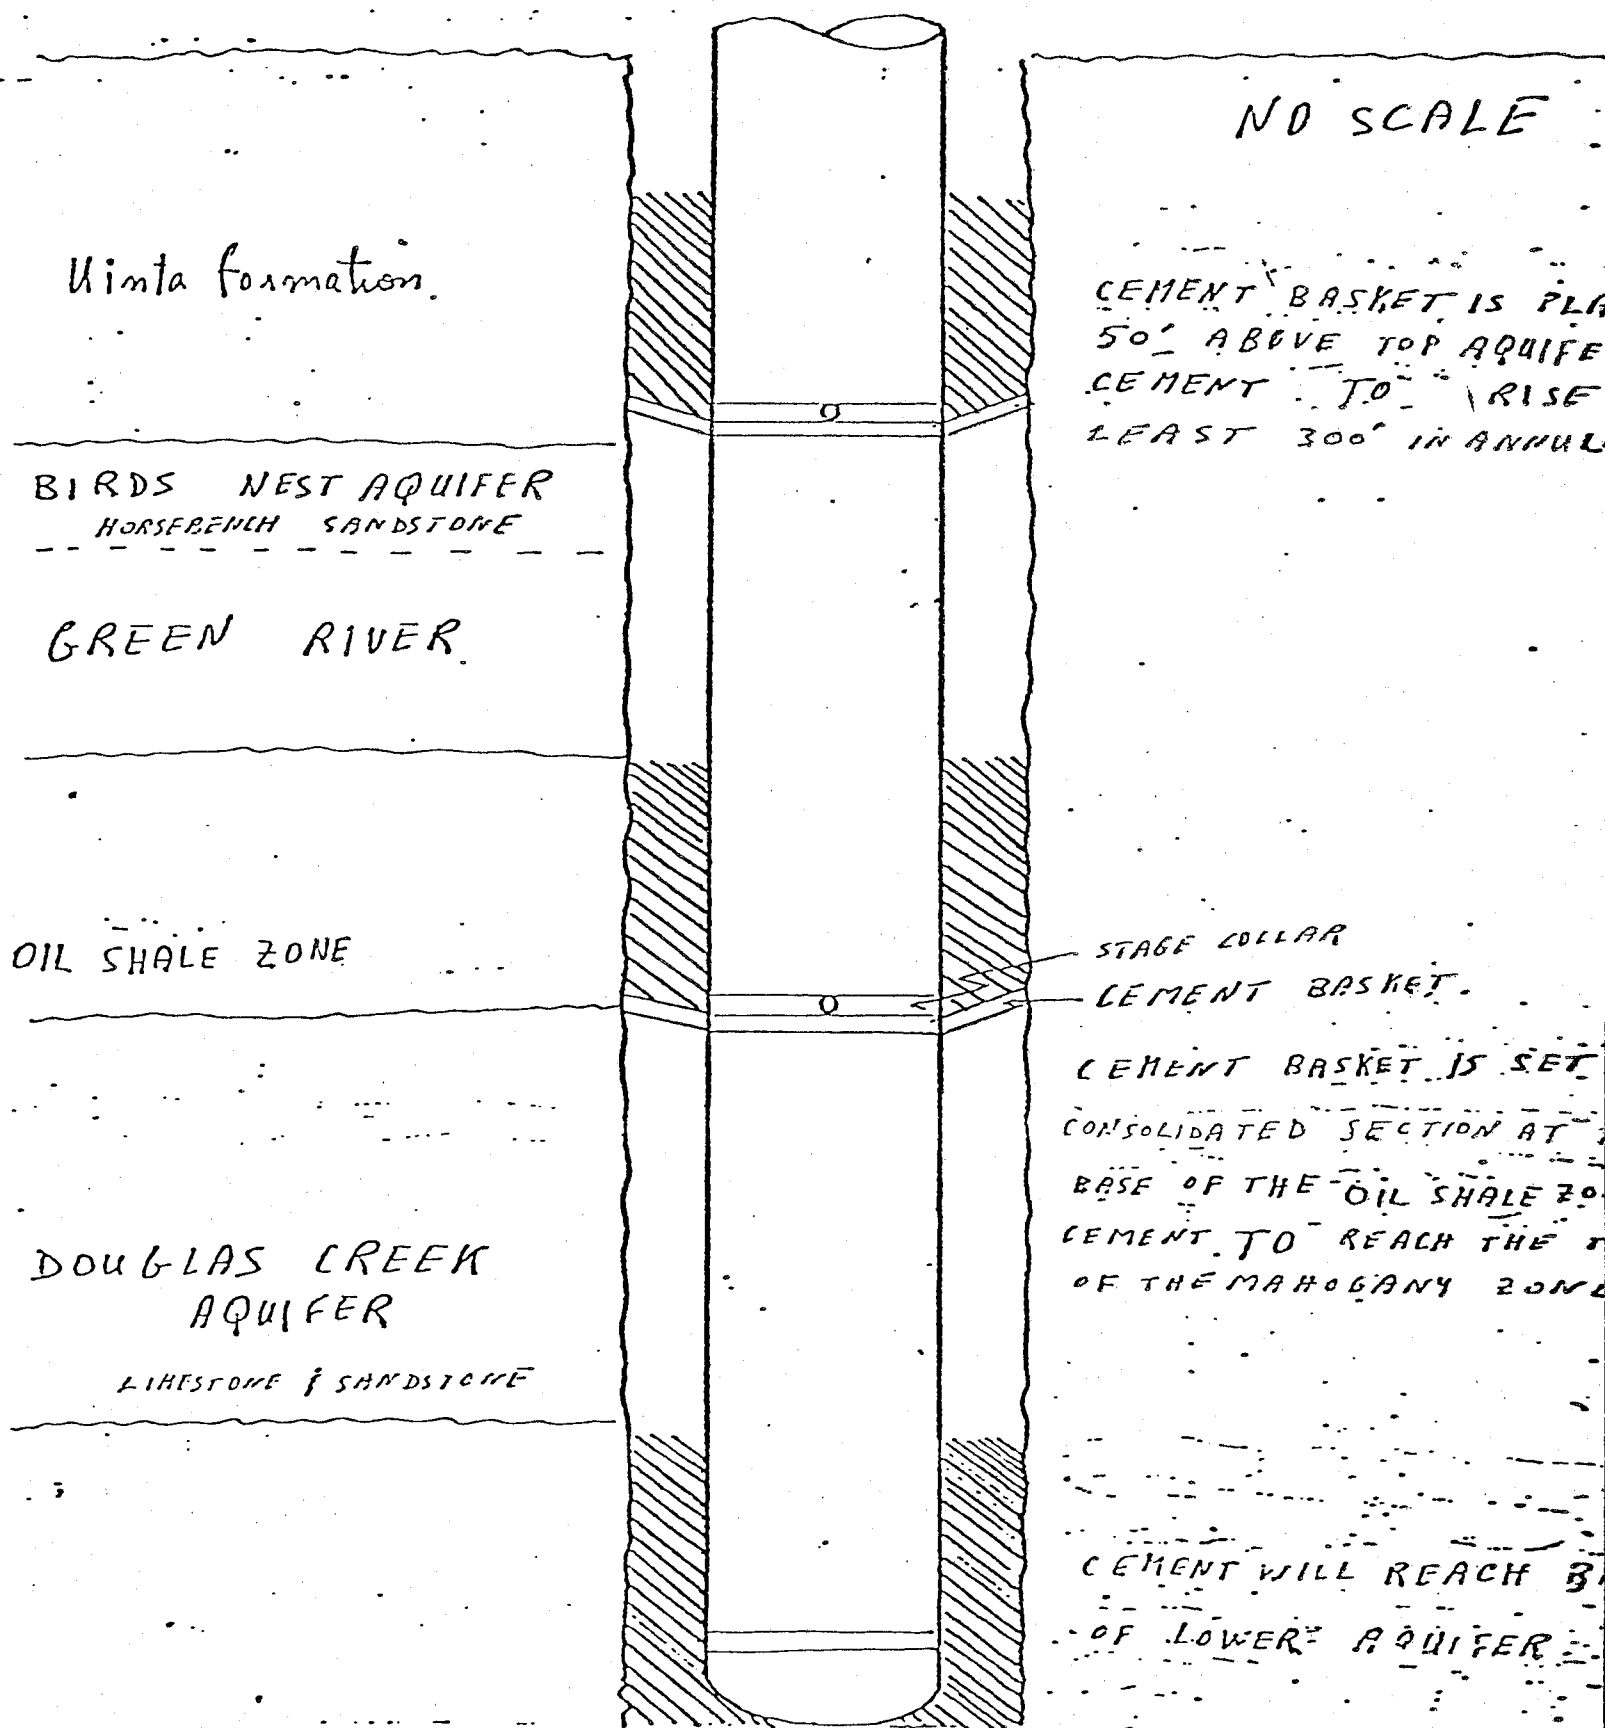 NO SCALE
Uinta formation.
CEMENT BASKET IS PLA
50' ABOVE TOP AQUIFE
CEMENT TO RISE
LEAST 300' IN ANNUL
BIRDS NEST AQUIFER
HORSEBENCH SANDSTONE
GREEN RIVER
OIL SHALE ZONE
STAGE COLLAR
CEMENT BASKET.
CEMENT BASKET IS SET
CONSOLIDATED SECTION AT
BASE OF THE OIL SHALE ZO
CEMENT TO REACH THE T
OF THE MAHOGANY ZONE
DOUGLAS CREEK
AQUIFER
LIMESTONE & SANDSTONE
CEMENT WILL REACH
OF LOWER AQUIFER